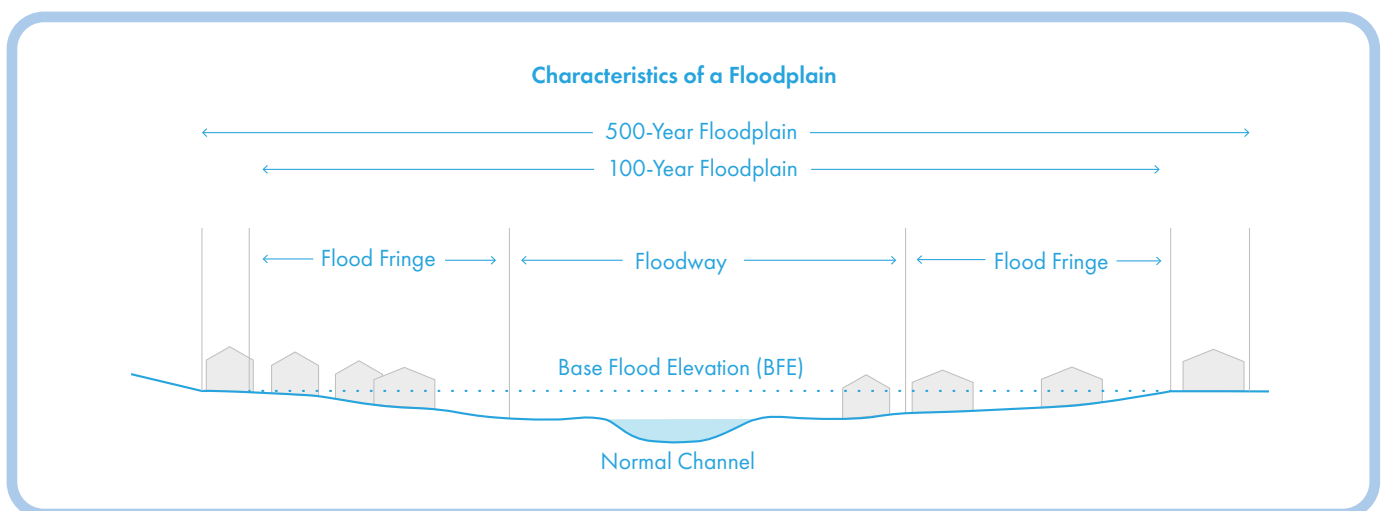 Characteristics of a Floodplain
500-Year Floodplain
100-Year Floodplain
Flood Fringe
Floodway
Flood Fringe
Base Flood Elevation (BFE)
Normal Channel